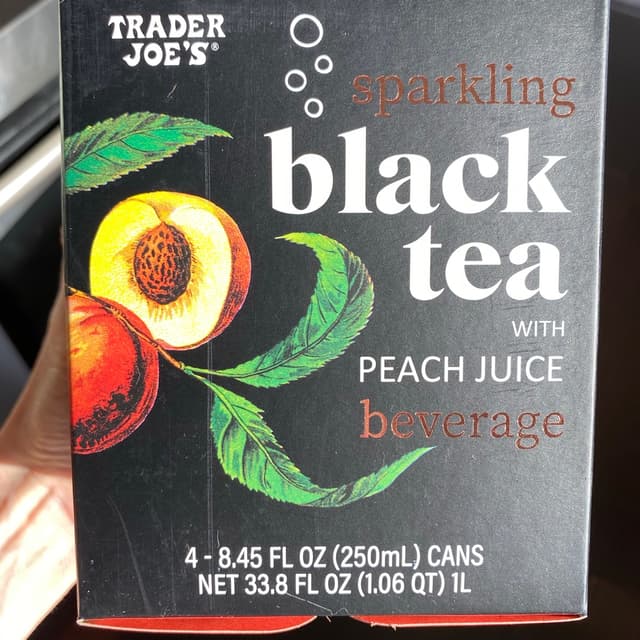 TRADER
JOE'S®
sparkling
black
tea
WITH
PEACH JUICE
beverage
4 - 8.45 FL OZ (250mL) CANS
NET 33.8 FL OZ (1.06 QT) 1L